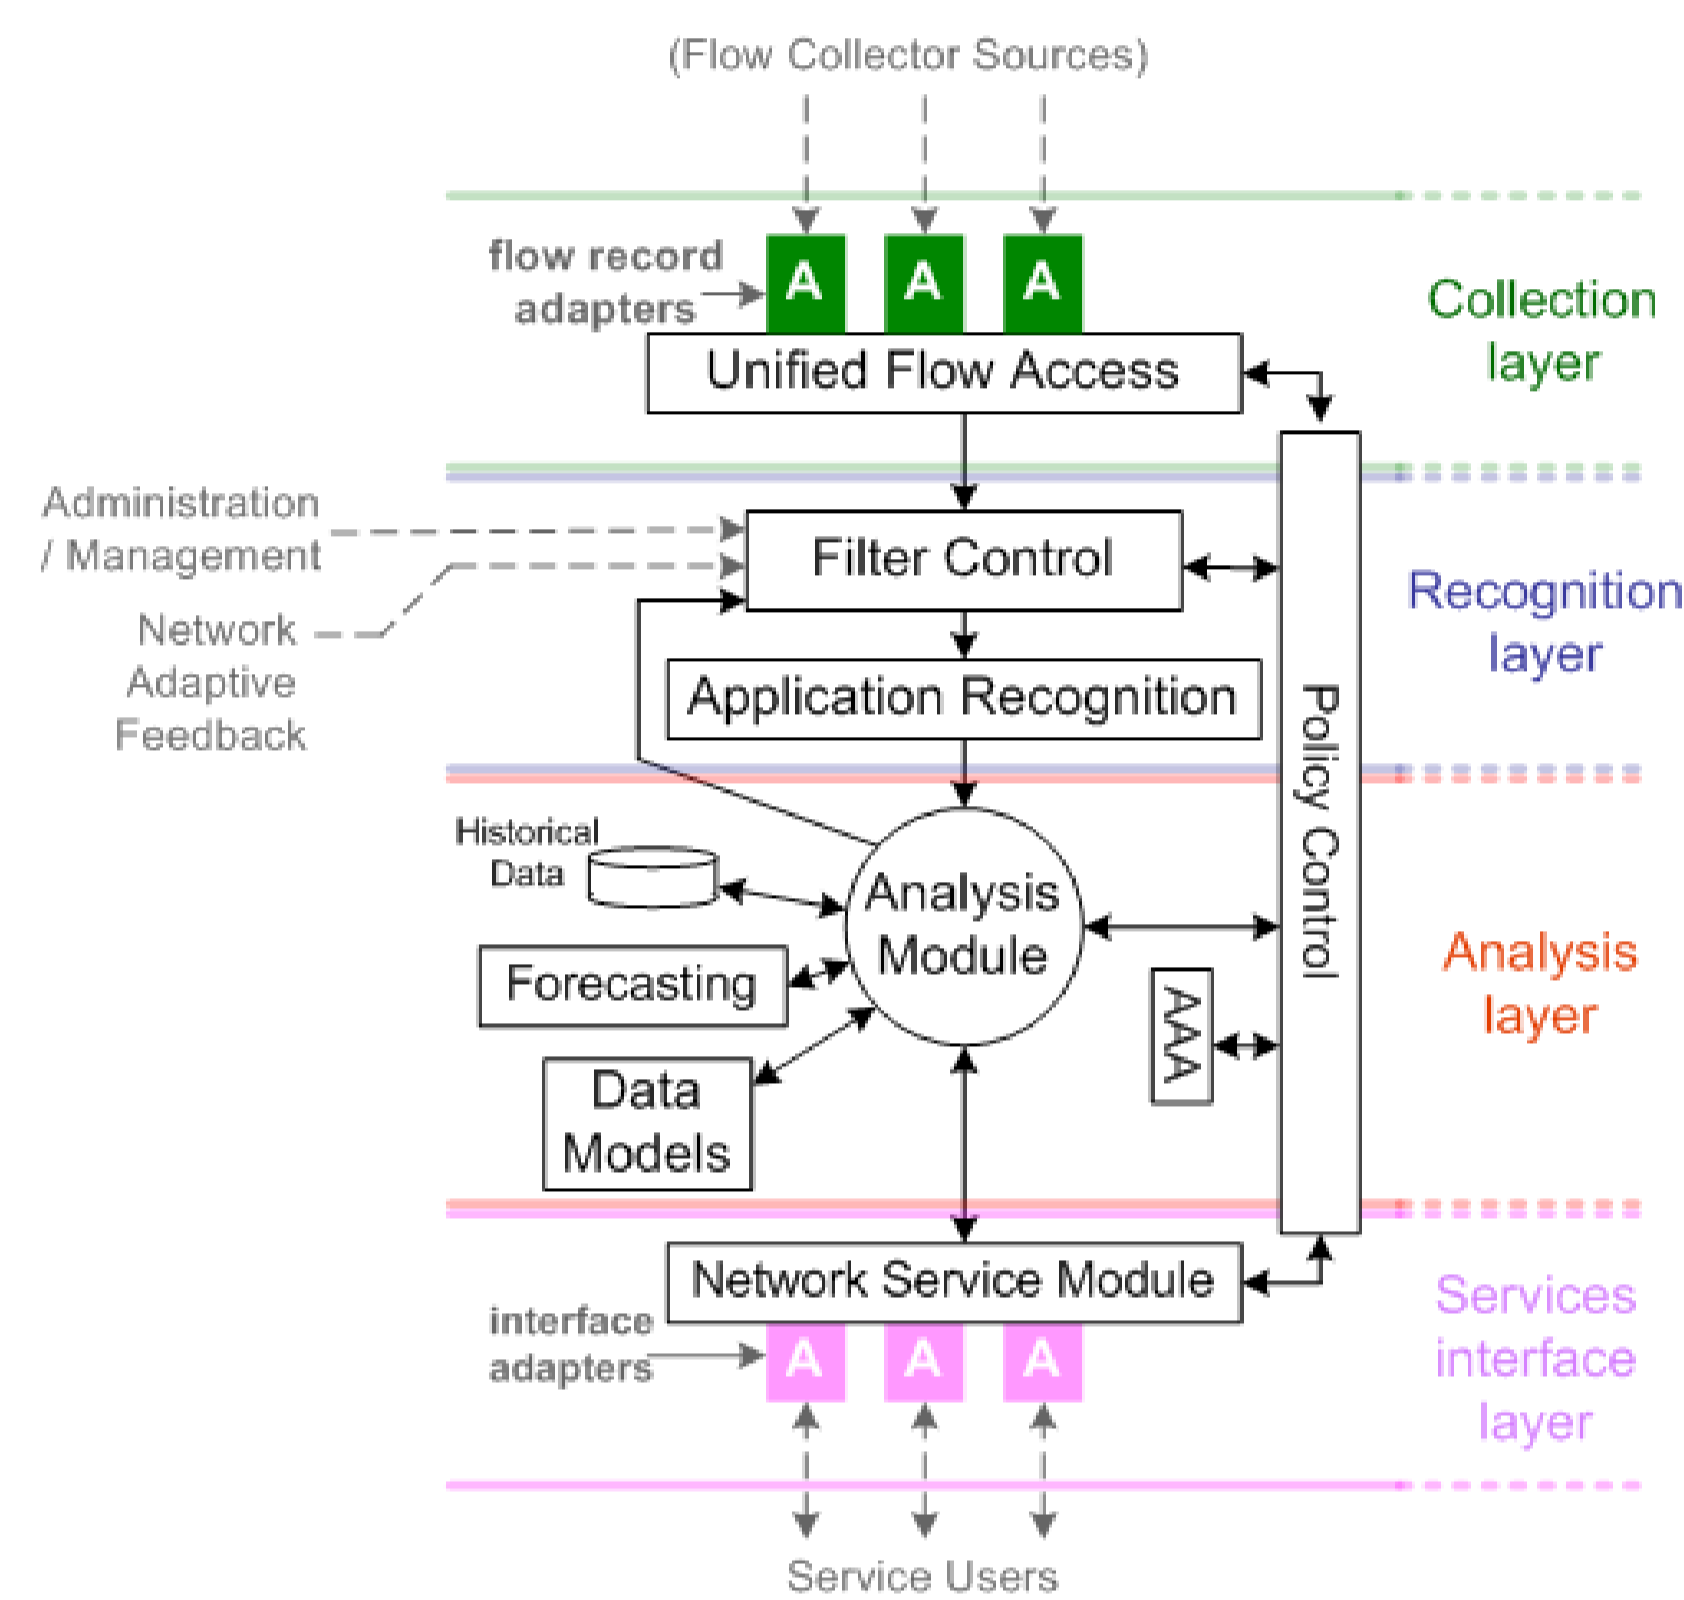 (Flow Collector Sources)
flow record
adapters
A A A
Unified Flow Access
Collection
layer
Administration
/ Management
Network
Adaptive
Feedback
Filter Control
Application Recognition
Recognition
layer
Policy Control
Historical
Data
Forecasting
Data
Models
Analysis
Module
AAA
Analysis
layer
Network Service Module
interface
adapters
A A A
Services
interface
layer
Service Users